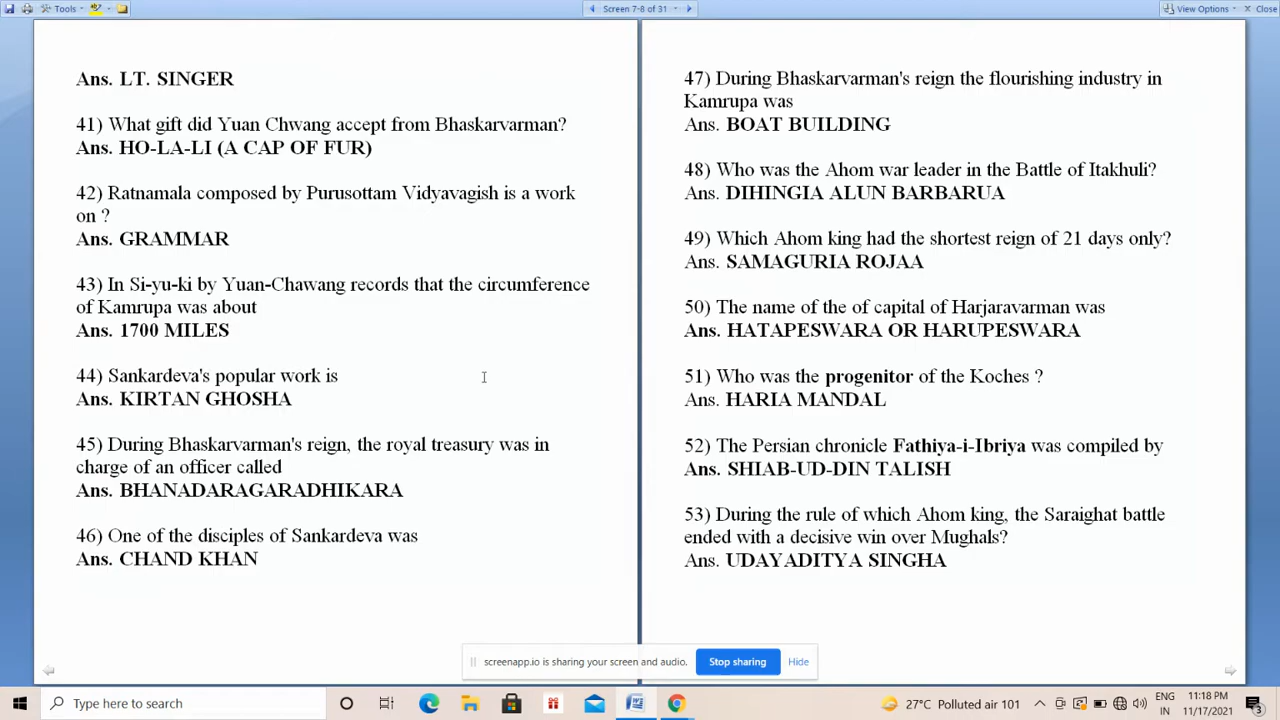 Tools
Screen 7-8 of 31
View Options
Close
Ans. LT. SINGER
41) What gift did Yuan Chwang accept from Bhaskarvarman?
Ans. HO-LA-LI (A CAP OF FUR)
42) Ratnamala composed by Purusottam Vidyavagish is a work
on ?
Ans. GRAMMAR
43) In Si-yu-ki by Yuan-Chawang records that the circumference
of Kamrupa was about
Ans. 1700 MILES
44) Sankardeva's popular work is
Ans. KIRTAN GHOSHA
45) During Bhaskarvarman's reign, the royal treasury was in
charge of an officer called
Ans. BHANADARAGARADHIKARA
46) One of the disciples of Sankardeva was
Ans. CHAND KHAN
47) During Bhaskarvarman's reign the flourishing industry in
Kamrupa was
Ans. BOAT BUILDING
48) Who was the Ahom war leader in the Battle of Itakhuli?
Ans. DIHINGIA ALUN BARBARUA
49) Which Ahom king had the shortest reign of 21 days only?
Ans. SAMAGURIA ROJAA
50) The name of the of capital of Harjaravarman was
Ans. HATAPESWARA OR HARUPESWARA
51) Who was the progenitor of the Koches ?
Ans. HARIA MANDAL
52) The Persian chronicle Fathiya-i-Ibriya was compiled by
Ans. SHIAB-UD-DIN TALISH
53) During the rule of which Ahom king, the Saraighat battle
ended with a decisive win over Mughals?
Ans. UDAYADITYA SINGHA
screenapp.io is sharing your screen and audio.
Stop sharing
Hide
Type here to search
27°C Polluted air 101
ENG
IN
11:18 PM
11/17/2021
3